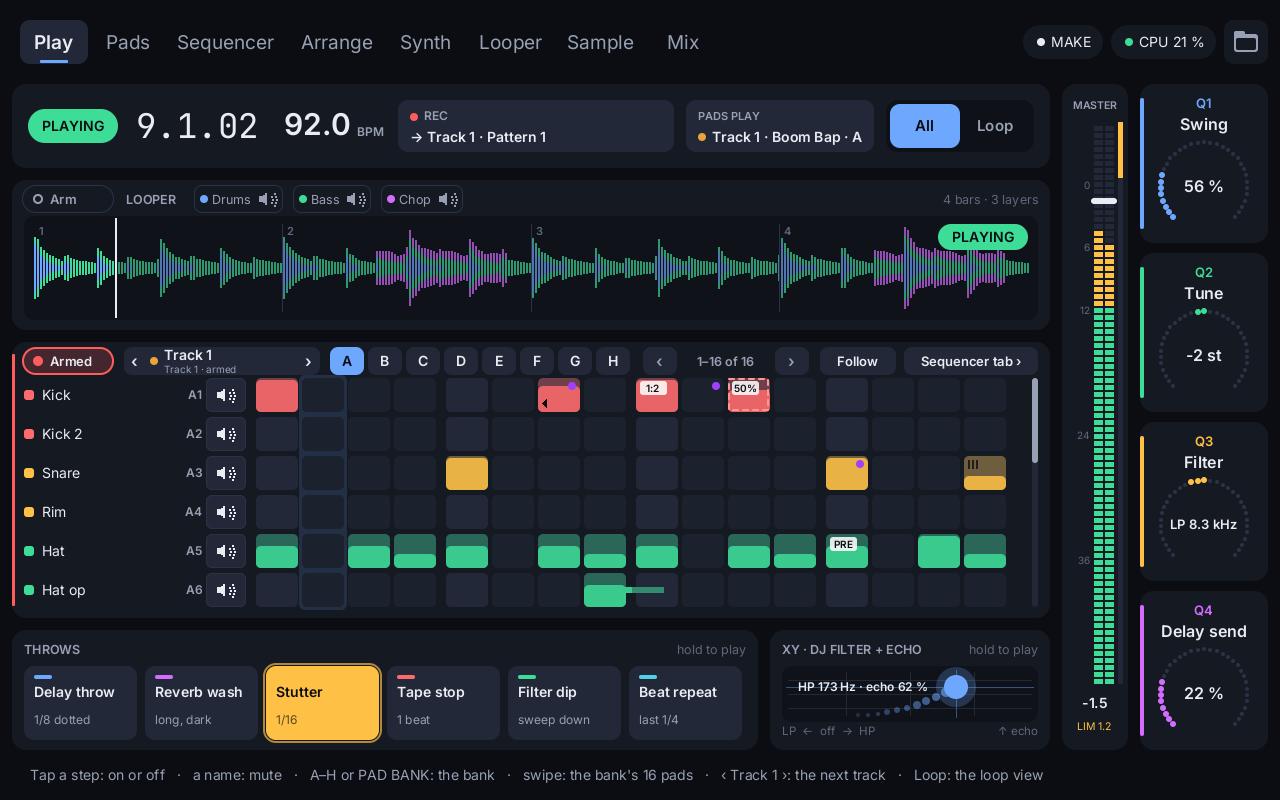 Play Pads Sequencer Arrange Synth Looper Sample Mix MAKE CPU 21 %
PLAYING 9.1.02 92.0 BPM
REC
→ Track 1 · Pattern 1
PADS PLAY
Track 1 · Boom Bap · A
All Loop
Arm LOOPER Drums Bass Chop 4 bars · 3 layers
1 2 3 4 PLAYING
Armed ‹ Track 1 › A B C D E F G H ‹ 1–16 of 16 › Follow Sequencer tab ›
Track 1 · armed
Kick A1 1:2 50%
Kick 2 A2
Snare A3
Rim A4
Hat A5 PRE
Hat op A6
THROWS hold to play
Delay throw
1/8 dotted
Reverb wash
long, dark
Stutter
1/16
Tape stop
1 beat
Filter dip
sweep down
Beat repeat
last 1/4
XY · DJ FILTER + ECHO hold to play
HP 173 Hz · echo 62 %
LP ← off → HP ↑ echo
MASTER
0
6
12
24
36
-1.5
LIM 1.2
Q1
Swing
56 %
Q2
Tune
-2 st
Q3
Filter
LP 8.3 kHz
Q4
Delay send
22 %
Tap a step: on or off · a name: mute · A–H or PAD BANK: the bank · swipe: the bank's 16 pads · ‹ Track 1 ›: the next track · Loop: the loop view